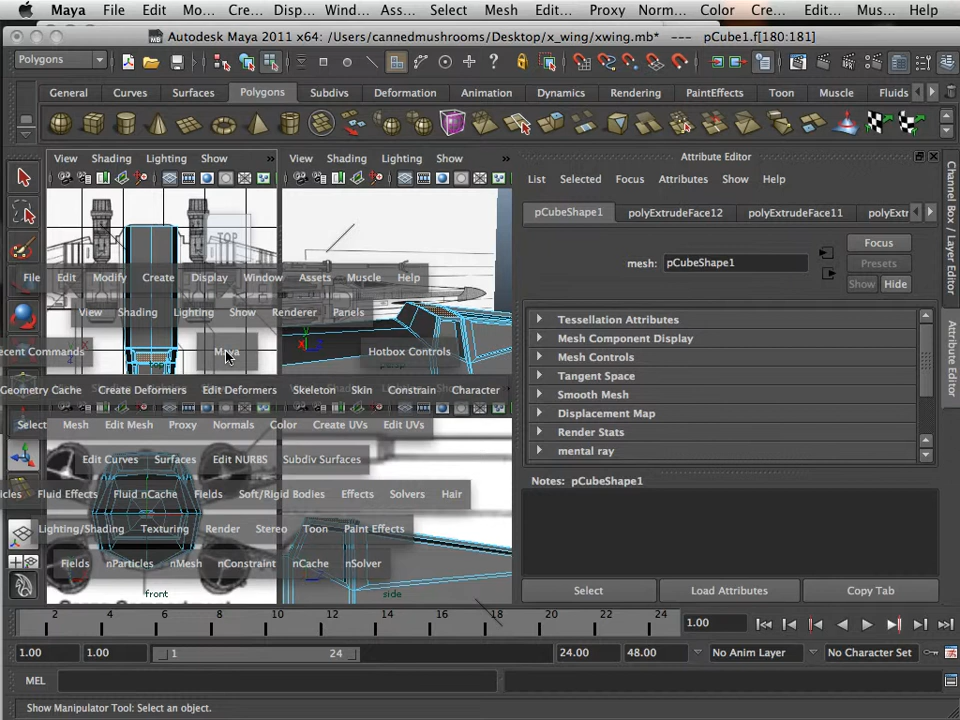 Maya File Edit Mo... Cre... Disp... Wind... Ass... Select Mesh Edit... Proxy Norm... Color Cre... Edit... Mus... Help
Autodesk Maya 2011 x64: /Users/cannedmushrooms/Desktop/x_wing/xwing.mb* --- pCube1.f[180:181]
Polygons
General Curves Surfaces Polygons Subdivs Deformation Animation Dynamics Rendering PaintEffects Toon Muscle Fluids
View Shading Lighting Show » View Shading Lighting Show »
Attribute Editor
List Selected Focus Attributes Show Help
pCubeShape1 polyExtrudeFace12 polyExtrudeFace11 polyExtr
TOP
mesh: pCubeShape1
Focus
Presets
Show Hide
File Edit Modify Create Display Window Assets Muscle Help
View Shading Lighting Show Renderer Panels
ecent Commands Maya Hotbox Controls
persp
Geometry Cache Create Deformers Edit Deformers Skeleton Skin Constrain Character
Select Mesh Edit Mesh Proxy Normals Color Create UVs Edit UVs
Edit Curves Surfaces Edit NURBS Subdiv Surfaces
icles Fluid Effects Fluid nCache Fields Soft/Rigid Bodies Effects Solvers Hair
Lighting/Shading Texturing Render Stereo Toon Paint Effects
Fields nParticles nMesh nConstraint nCache nSolver
front side
Tessellation Attributes
Mesh Component Display
Mesh Controls
Tangent Space
Smooth Mesh
Displacement Map
Render Stats
mental ray
Notes: pCubeShape1
Select Load Attributes Copy Tab
Channel Box / Layer Editor
Attribute Editor
2 4 6 8 10 12 14 16 18 20 22 24
1.00
1.00 1.00 1 24 24.00 48.00 No Anim Layer No Character Set
MEL
Show Manipulator Tool: Select an object.